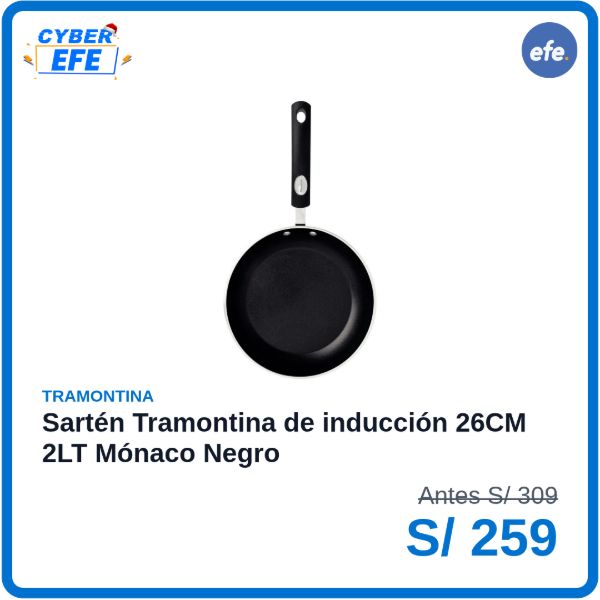 CYBER
EFE
efe.
TRAMONTINA
Sartén Tramontina de inducción 26CM
2LT Mónaco Negro
Antes S/ 309
S/ 259